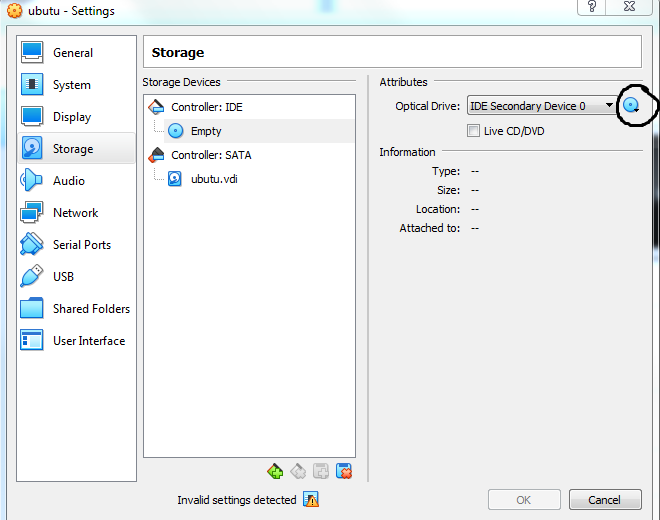 ubutu - Settings
?
General
System
Display
Storage
Audio
Network
Serial Ports
USB
Shared Folders
User Interface
Storage
Storage Devices
Controller: IDE
Empty
Controller: SATA
ubutu.vdi
Attributes
Optical Drive: IDE Secondary Device 0
Live CD/DVD
Information
Type: --
Size: --
Location: --
Attached to: --
Invalid settings detected
OK Cancel